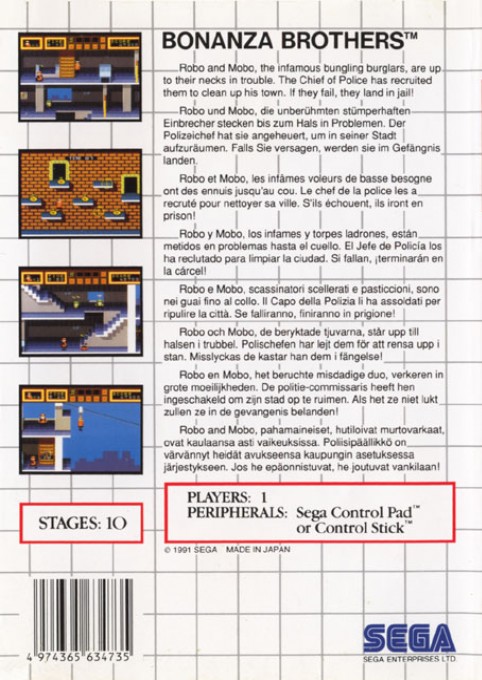 BONANZA BROTHERS™
Robo and Mobo, the infamous bungling burglars, are up
to their necks in trouble. The Chief of Police has recruited
them to clean up his town. If they fail, they land in jail!
Robo und Mobo, die unberühmten stümperhaften
Einbrecher stecken bis zum Hals in Problemen. Der
Polizeichef hat sie angeheuert, um in seiner Stadt
aufzuräumen. Falls Sie versagen, werden sie im Gefängnis
landen.
Robo et Mobo, les infâmes voleurs de basse besogne
ont des ennuis jusqu'au cou. Le chef de la police les a
recruté pour nettoyer sa ville. S'ils échouent, ils iront en
prison!
Robo y Mobo, los infames y torpes ladrones, están
metidos en problemas hasta el cuello. El Jefe de Policía los
ha reclutado para limpiar la ciudad. Si fallan, ¡terminarán en
la cárcel!
Robo e Mobo, scassinatori scellerati e pasticcioni, sono
nei guai fino al collo. Il Capo della Polizia li ha assoldati per
ripulire la città. Se falliranno, finiranno in prigione!
Robo och Mobo, de beryktade tjuvarna, står upp till
halsen i trubbel. Polischefen har lejt dem för att rensa upp i
stan. Misslyckas de kastar han dem i fängelse!
Robo en Mobo, het beruchte misdadige duo, verkeren in
grote moeilijkheden. De politie-commissaris heeft hen
ingeschakeld om zijn stad op te ruimen. Als het ze niet lukt
zullen ze in de gevangenis belanden!
Robo and Mobo, pahamaineiset, hutiloivat murtovarkaat,
ovat kaulaansa asti vaikeuksissa. Poliisipäällikkö on
värvännyt heidät avukseensa kaupungin asetuksessa
järjestykseen. Jos he epäonnistuvat, he joutuvat vankilaan!
STAGES: 10
PLAYERS: 1
PERIPHERALS: Sega Control Pad™
or Control Stick™
© 1991 SEGA MADE IN JAPAN
4 974365 634735
SEGA
SEGA ENTERPRISES LTD.